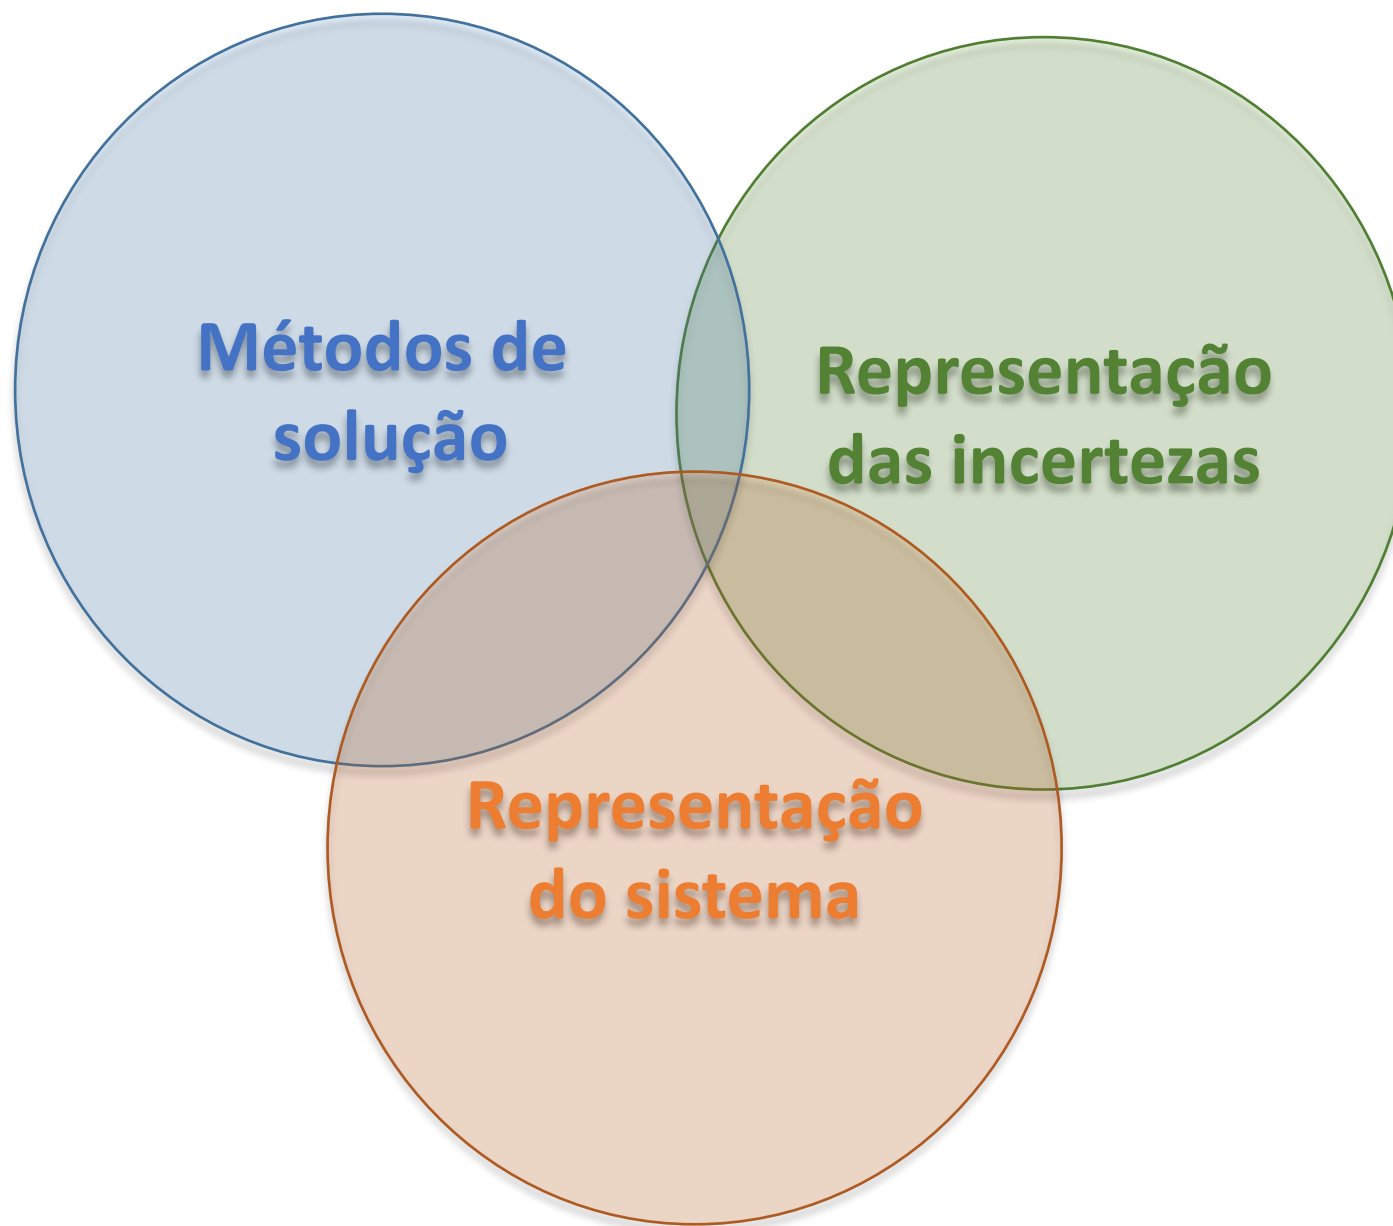 Métodos de
solução
Representação
das incertezas
Representação
do sistema